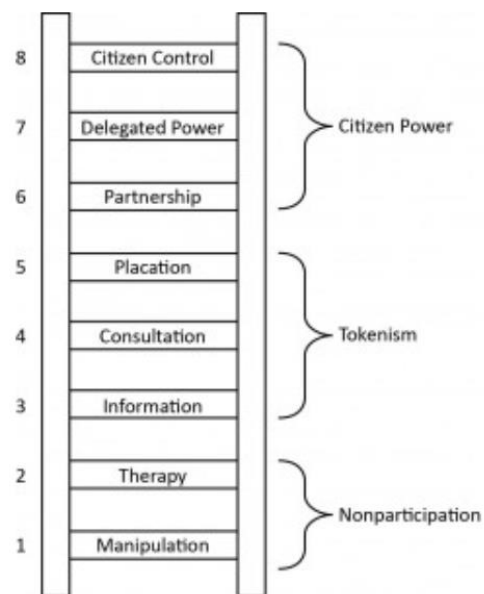 8 Citizen Control
7 Delegated Power Citizen Power
6 Partnership
5 Placation
4 Consultation Tokenism
3 Information
2 Therapy
Nonparticipation
1 Manipulation